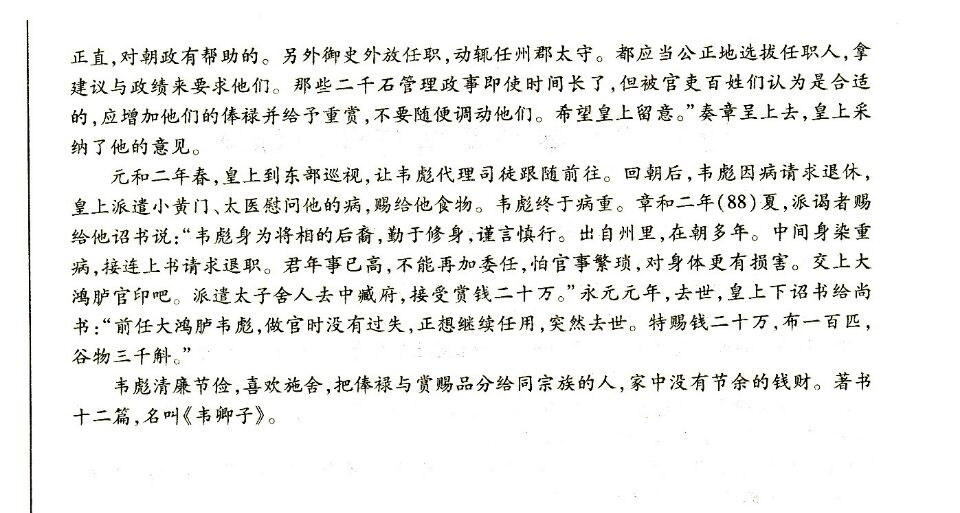 正直,对朝政有帮助的。另外御史外放任职,动辄任州郡太守。都应当公正地选拔任职人,拿
建议与政绩来要求他们。那些二千石管理政事即使时间长了,但被官吏百姓们认为是合适
的,应增加他们的俸禄并给予重赏,不要随便调动他们。希望皇上留意。”奏章呈上去,皇上采
纳了他的意见。
元和二年春,皇上到东部巡视,让韦彪代理司徒跟随前往。回朝后,韦彪因病请求退休,
皇上派遣小黄门、太医慰问他的病,赐给他食物。韦彪终于病重。章和二年(88)夏,派谒者赐
给他诏书说:“韦彪身为将相的后裔,勤于修身,谨言慎行。出自州里,在朝多年。中间身染重
病,接连上书请求退职。君年事已高,不能再加委任,怕官事繁琐,对身体更有损害。交上大
鸿胪官印吧。派遣太子舍人去中臧府,接受赏钱二十万。”永元元年,去世,皇上下诏书给尚
书:“前任大鸿胪韦彪,做官时没有过失,正想继续任用,突然去世。特赐钱二十万,布一百匹,
谷物三千斛。”
韦彪清廉节俭,喜欢施舍,把俸禄与赏赐品分给同宗族的人,家中没有节余的钱财。著书
十二篇,名叫《韦卿子》。